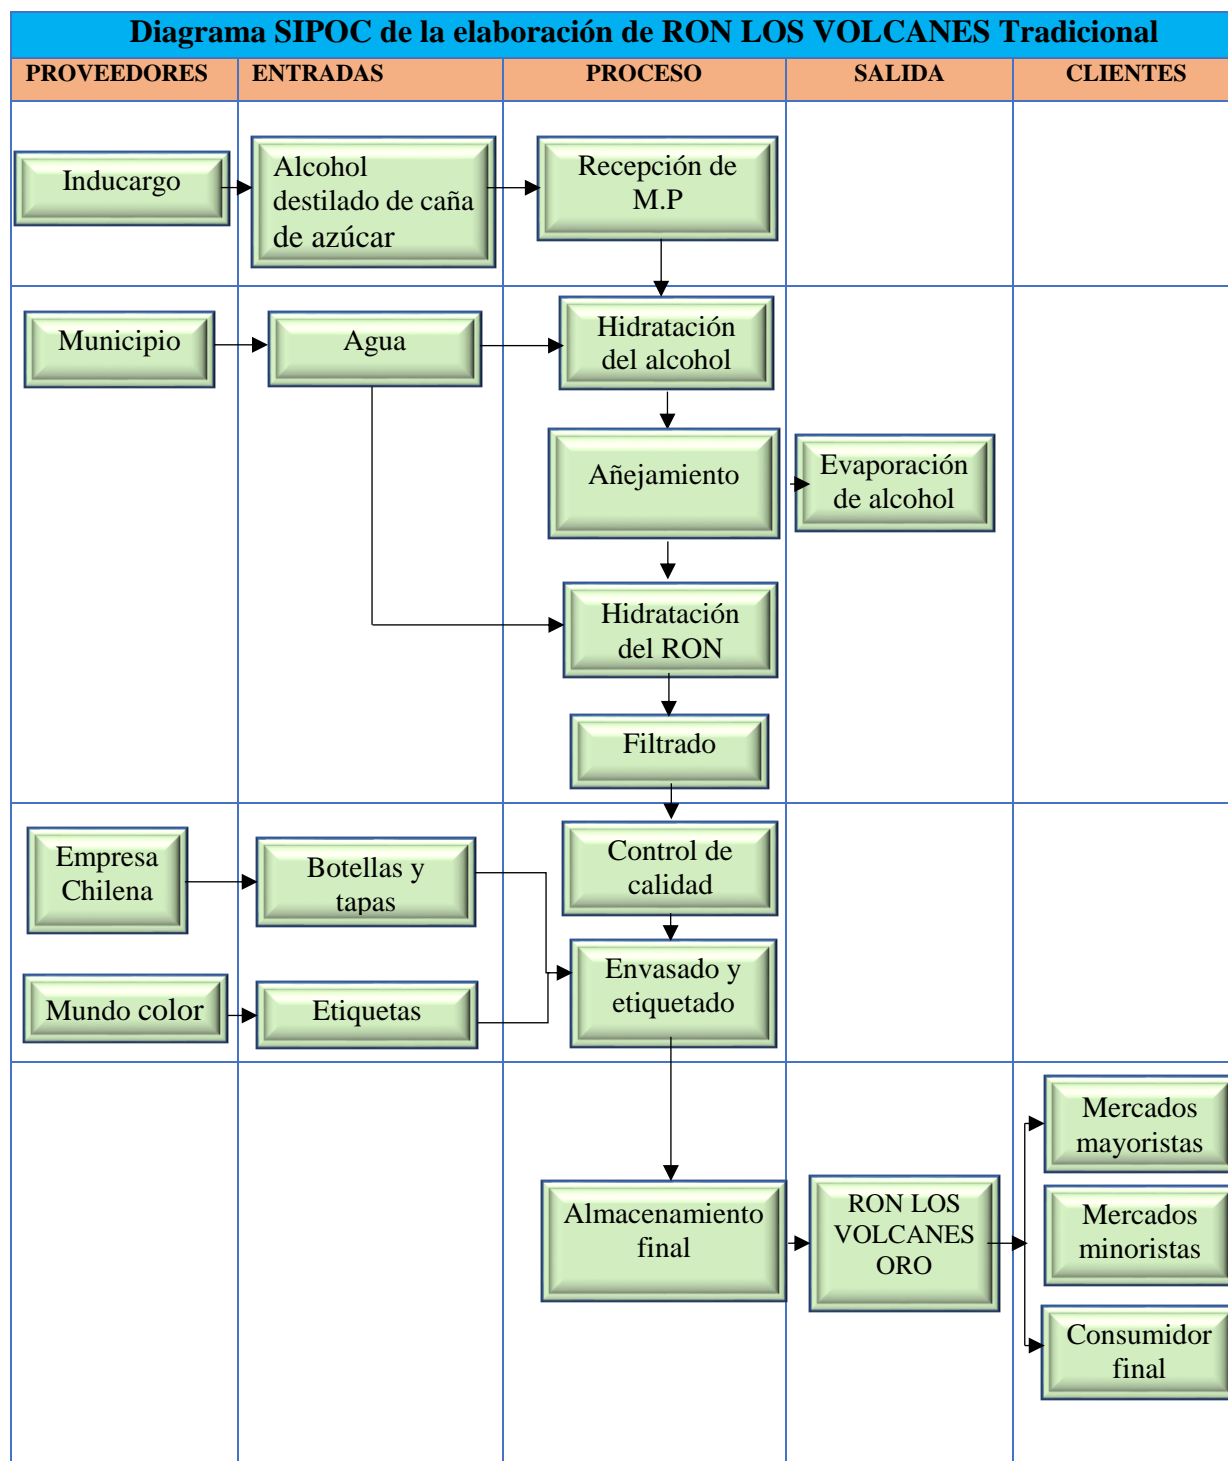 Diagrama SIPOC de la elaboración de RON LOS VOLCANES Tradicional
PROVEEDORES
ENTRADAS
PROCESO
SALIDA
CLIENTES
Inducargo
Alcohol
destilado de caña
de azúcar
Recepción de
M.P
Municipio
Agua
Hidratación
del alcohol
Añejamiento
Evaporación
de alcohol
Hidratación
del RON
Filtrado
Empresa
Chilena
Botellas y
tapas
Control de
calidad
Mundo color
Etiquetas
Envasado y
etiquetado
Almacenamiento
final
RON LOS
VOLCANES
ORO
Mercados
mayoristas
Mercados
minoristas
Consumidor
final